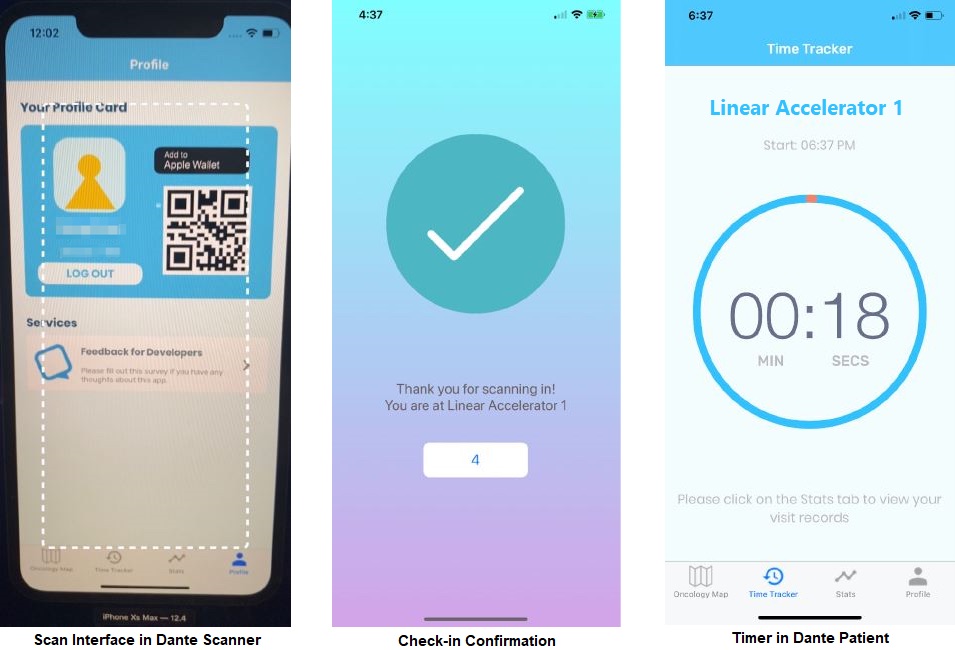 12:02
Profile
Your Profile Card
Add to
Apple Wallet
LOG OUT
Services
Feedback for Developers
Please fill out this survey if you have any
thoughts about this app.
Oncology Map
Time Tracker
Stats
Profile
iPhone Xs Max — 12.4
Scan Interface in Dante Scanner
4:37
Thank you for scanning in!
You are at Linear Accelerator 1
4
Check-in Confirmation
6:37
Time Tracker
Linear Accelerator 1
Start: 06:37 PM
00:18
MIN SECS
Please click on the Stats tab to view your
visit records
Oncology Map
Time Tracker
Stats
Profile
Timer in Dante Patient